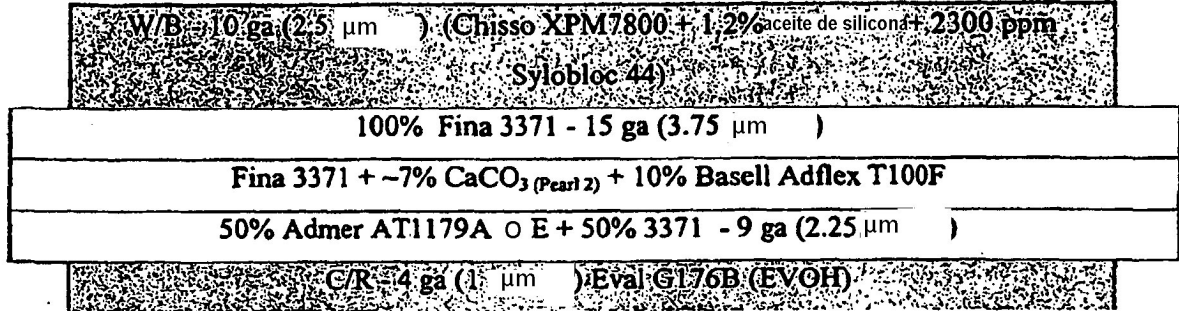 W/B - 10 ga (2,5 μm ) (Chisso XPM7800 + 1,2% aceite de silicona + 2300 ppm
Sylobloc 44)
100% Fina 3371 - 15 ga (3.75 μm )
Fina 3371 + ~7% CaCO3 (Pearl 2) + 10% Basell Adflex T100F
50% Admer AT1179A O E + 50% 3371 - 9 ga (2.25 μm )
C/R - 4 ga (1 μm ) Eval G176B (EVOH)